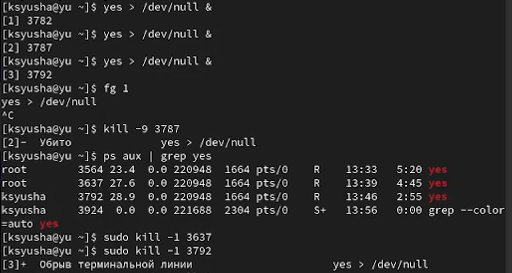 [ksyusha@yu ~]$ yes > /dev/null &
[1] 3782
[ksyusha@yu ~]$ yes > /dev/null &
[2] 3787
[ksyusha@yu ~]$ yes > /dev/null &
[3] 3792
[ksyusha@yu ~]$ fg 1
yes > /dev/null
^C
[ksyusha@yu ~]$ kill -9 3787
[2]-  Убито              yes > /dev/null
[ksyusha@yu ~]$ ps aux | grep yes
root      3564 23.4  0.0 220948  1664 pts/0    R    13:33   5:20 yes
root      3637 27.6  0.0 220948  1664 pts/0    R    13:39   4:45 yes
ksyusha   3792 28.9  0.0 220948  1664 pts/0    R    13:46   2:55 yes
ksyusha   3924  0.0  0.0 221688  2304 pts/0    S+   13:56   0:00 grep --color
=auto yes
[ksyusha@yu ~]$ sudo kill -1 3637
[ksyusha@yu ~]$ sudo kill -1 3792
[3]+  Обрыв терминальной линии                    yes > /dev/null